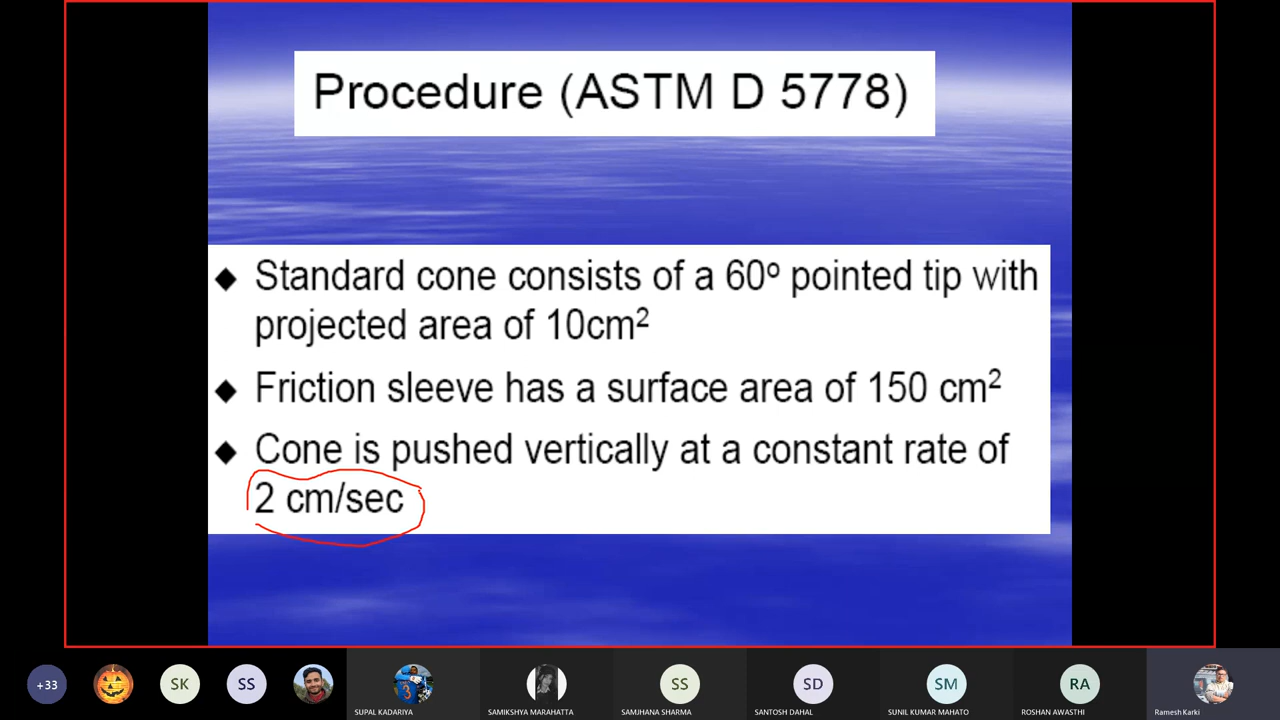 Procedure (ASTM D 5778)
◆ Standard cone consists of a 60º pointed tip with
projected area of 10cm²
◆ Friction sleeve has a surface area of 150 cm²
◆ Cone is pushed vertically at a constant rate of
2 cm/sec
+33
SK
SS
SS
SD
SM
RA
SUPAL KADARIYA
SAMIKSHYA MARAHATTA
SAMJHANA SHARMA
SANTOSH DAHAL
SUNIL KUMAR MAHATO
ROSHAN AWASTHI
Ramesh Karki